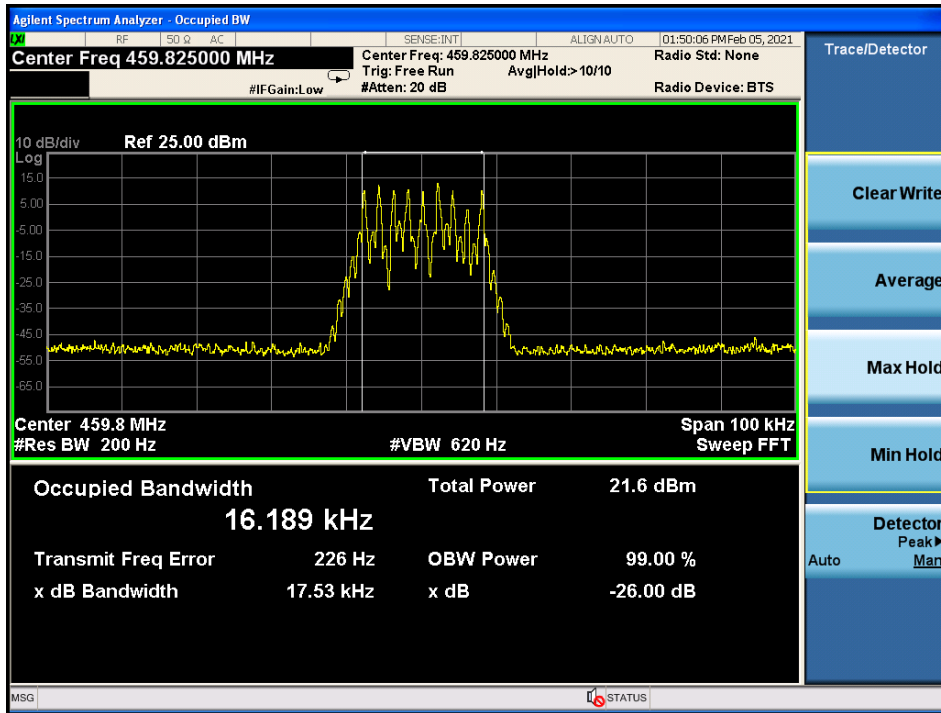 Agilent Spectrum Analyzer - Occupied BW
LXI RF 50 Ω AC SENSE:INT ALIGN AUTO 01:50:06 PM Feb 05, 2021
Center Freq 459.825000 MHz
Center Freq: 459.825000 MHz
Radio Std: None
Trig: Free Run Avg|Hold:> 10/10
#IFGain:Low
#Atten: 20 dB
Radio Device: BTS
Trace/Detector
10 dB/div Ref 25.00 dBm
Log
15.0
5.00
-5.00
-15.0
-25.0
-35.0
-45.0
-55.0
-65.0
Center 459.8 MHz Span 100 kHz
#Res BW 200 Hz #VBW 620 Hz Sweep FFT
Occupied Bandwidth Total Power 21.6 dBm
16.189 kHz
Transmit Freq Error 226 Hz OBW Power 99.00 %
x dB Bandwidth 17.53 kHz x dB -26.00 dB
Clear Write
Average
Max Hold
Min Hold
Detector
Peak▶
Auto Man
MSG STATUS